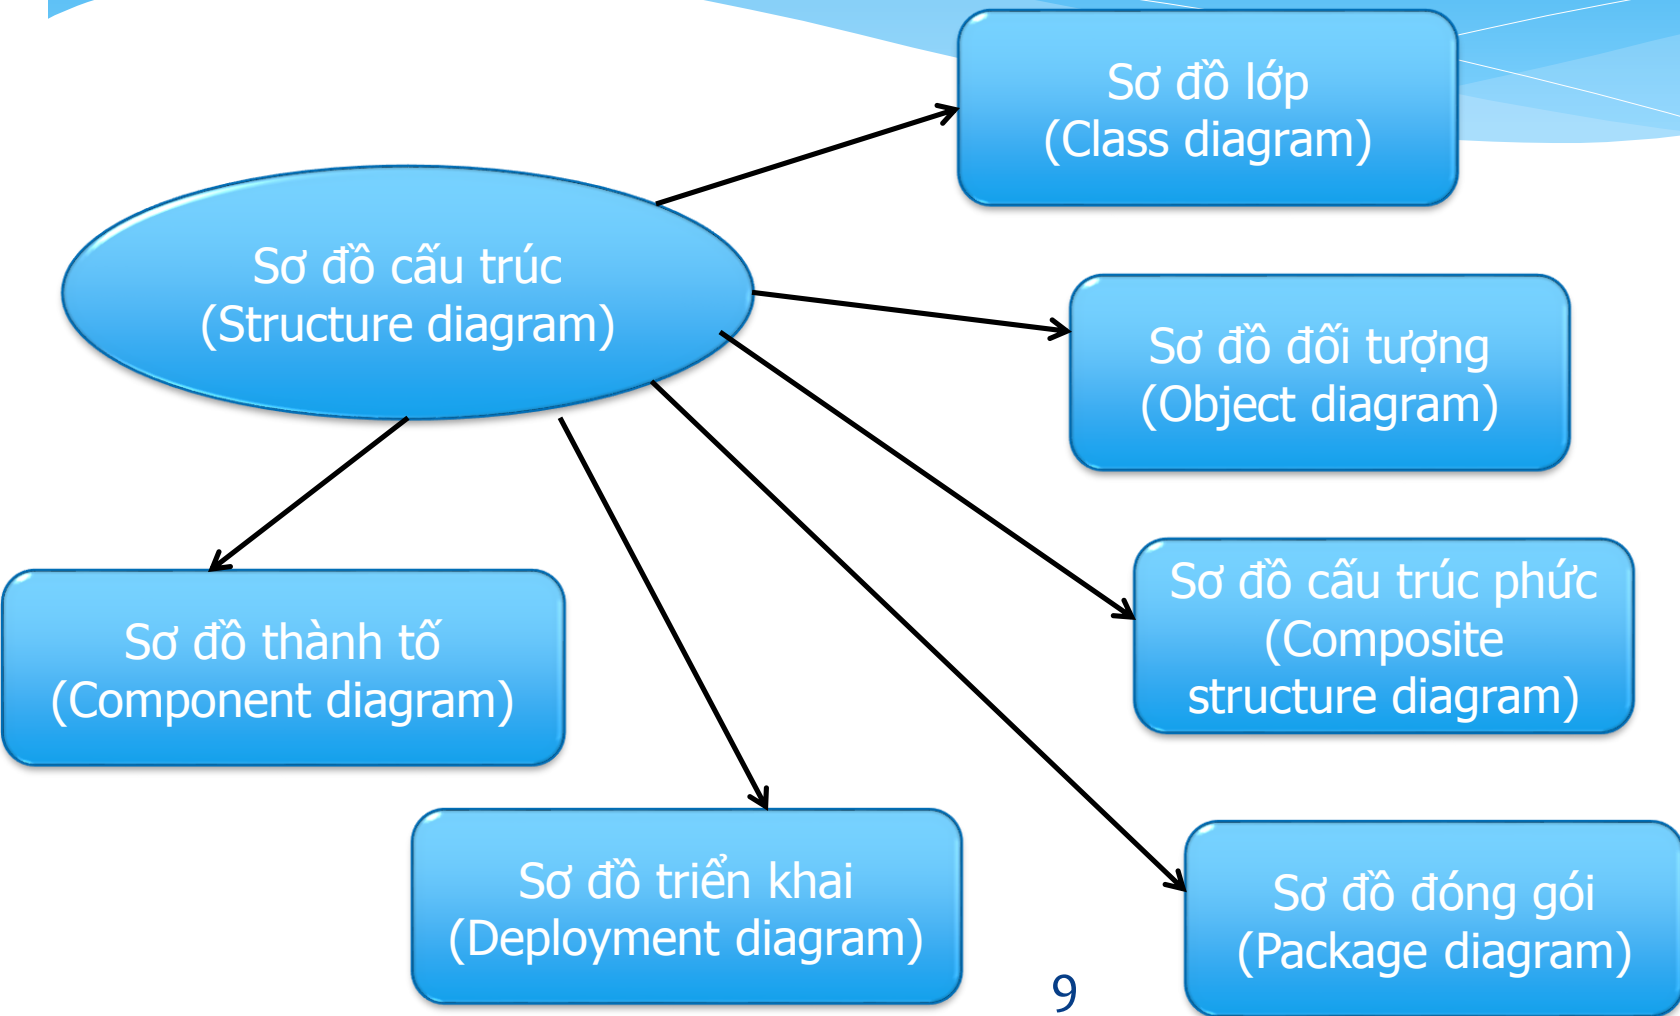 Sơ đồ lớp
(Class diagram)
Sơ đồ cấu trúc
(Structure diagram)
Sơ đồ đối tượng
(Object diagram)
Sơ đồ cấu trúc phức
(Composite
structure diagram)
Sơ đồ thành tố
(Component diagram)
Sơ đồ triển khai
(Deployment diagram)
Sơ đồ đóng gói
(Package diagram)
9